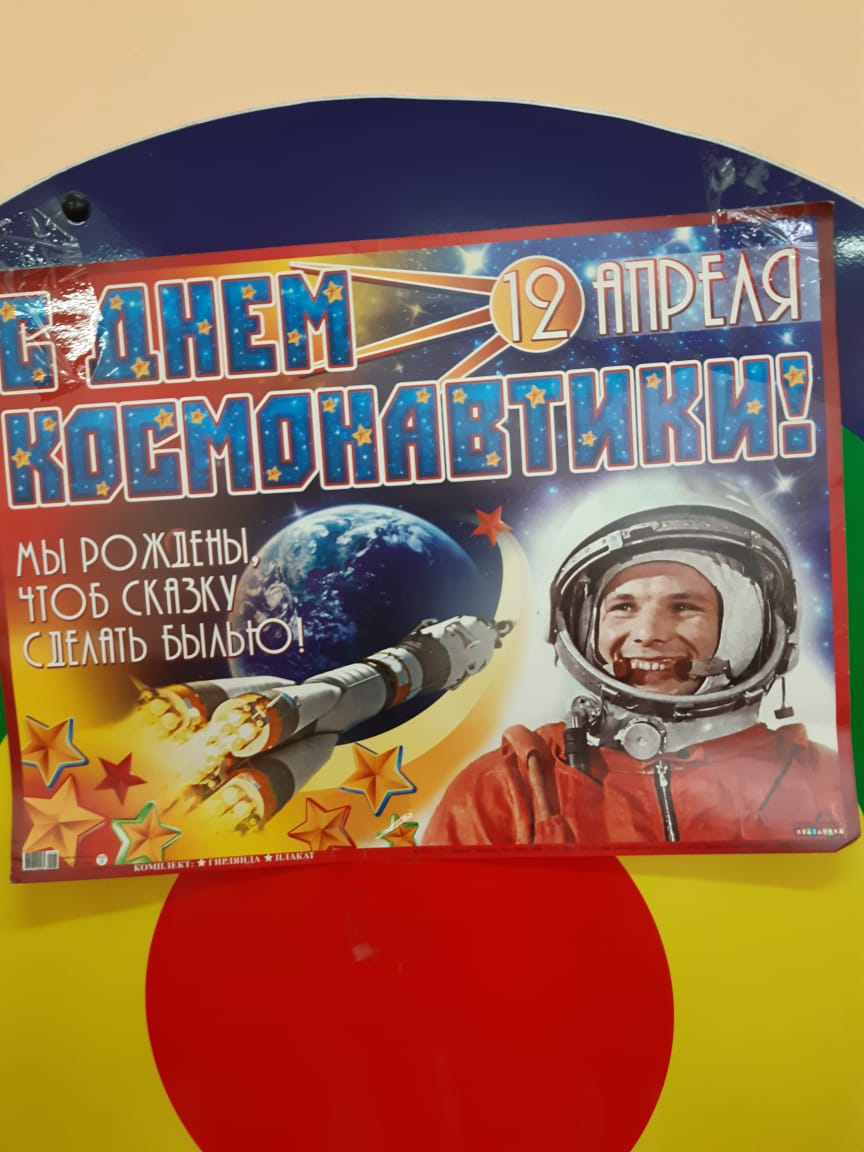 С ДНЕМ
12 АПРЕЛЯ
КОСМОНАВТИКИ!
МЫ РОЖДЕНЫ,
ЧТОБ СКАЗКУ
СДЕЛАТЬ БЫЛЬЮ!
КОМПЛЕКТ: ★ ГИРЛЯНДА ★ ПЛАКАТ